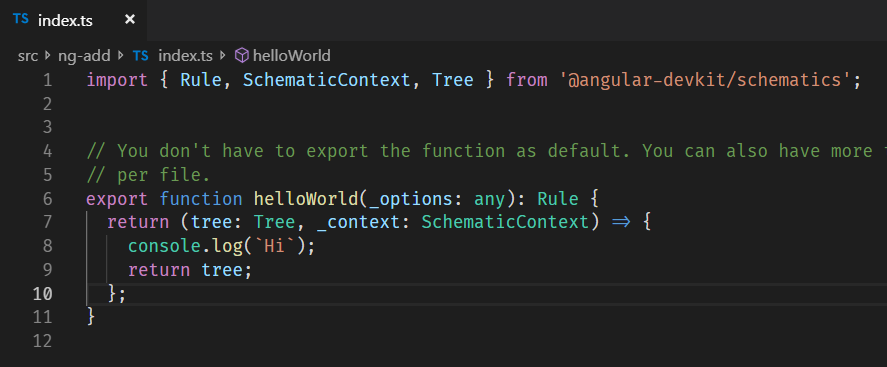 TS index.ts ×
src ng-add TS index.ts helloWorld
1 import { Rule, SchematicContext, Tree } from '@angular-devkit/schematics';
2
3
4 // You don't have to export the function as default. You can also have more
5 // per file.
6 export function helloWorld(_options: any): Rule {
7 return (tree: Tree, _context: SchematicContext) => {
8 console.log(`Hi`);
9 return tree;
10 };
11 }
12